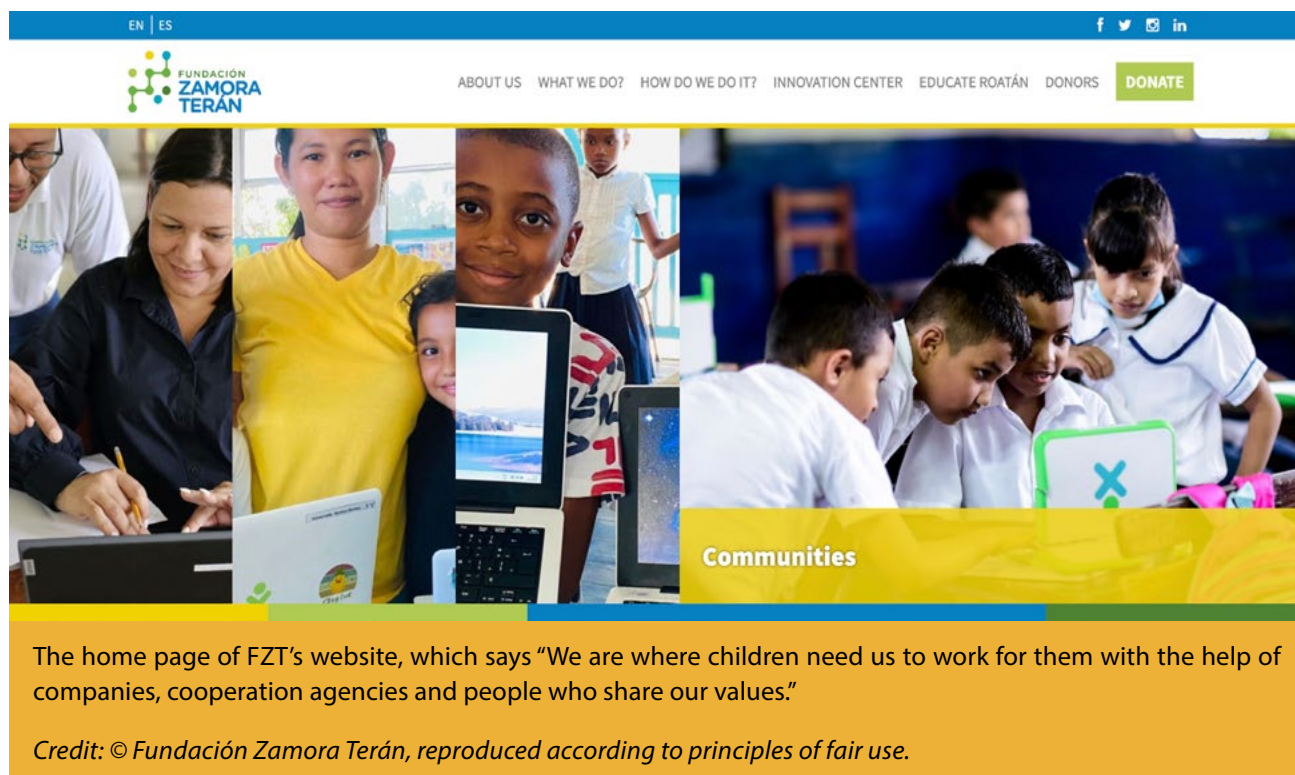 EN | ES
f in
FUNDACIÓN
ZAMORA
TERÁN
ABOUT US WHAT WE DO? HOW DO WE DO IT? INNOVATION CENTER EDUCATE ROATÁN DONORS DONATE
Communities
The home page of FZT’s website, which says “We are where children need us to work for them with the help of
companies, cooperation agencies and people who share our values.”
Credit: © Fundación Zamora Terán, reproduced according to principles of fair use.